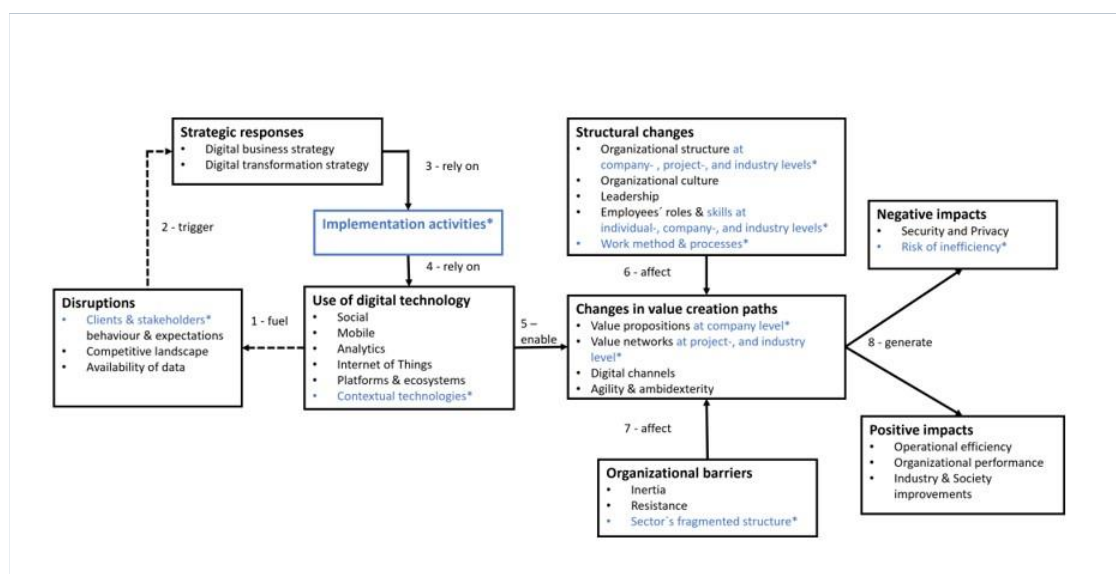 Strategic responses
• Digital business strategy
• Digital transformation strategy
3 - rely on
Implementation activities*
2 - trigger
4 - rely on
Disruptions
• Clients & stakeholders*
behaviour & expectations
• Competitive landscape
• Availability of data
1 - fuel
Use of digital technology
• Social
• Mobile
• Analytics
• Internet of Things
• Platforms & ecosystems
• Contextual technologies*
5 –
enable
Structural changes
• Organizational structure at
company- , project-, and industry levels*
• Organizational culture
• Leadership
• Employees´ roles & skills at
individual-, company-, and industry levels*
• Work method & processes*
6 - affect
Changes in value creation paths
• Value propositions at company level*
• Value networks at project-, and industry
level*
• Digital channels
• Agility & ambidexterity
7 - affect
Organizational barriers
• Inertia
• Resistance
• Sector´s fragmented structure*
8 - generate
Negative impacts
• Security and Privacy
• Risk of inefficiency*
Positive impacts
• Operational efficiency
• Organizational performance
• Industry & Society
improvements